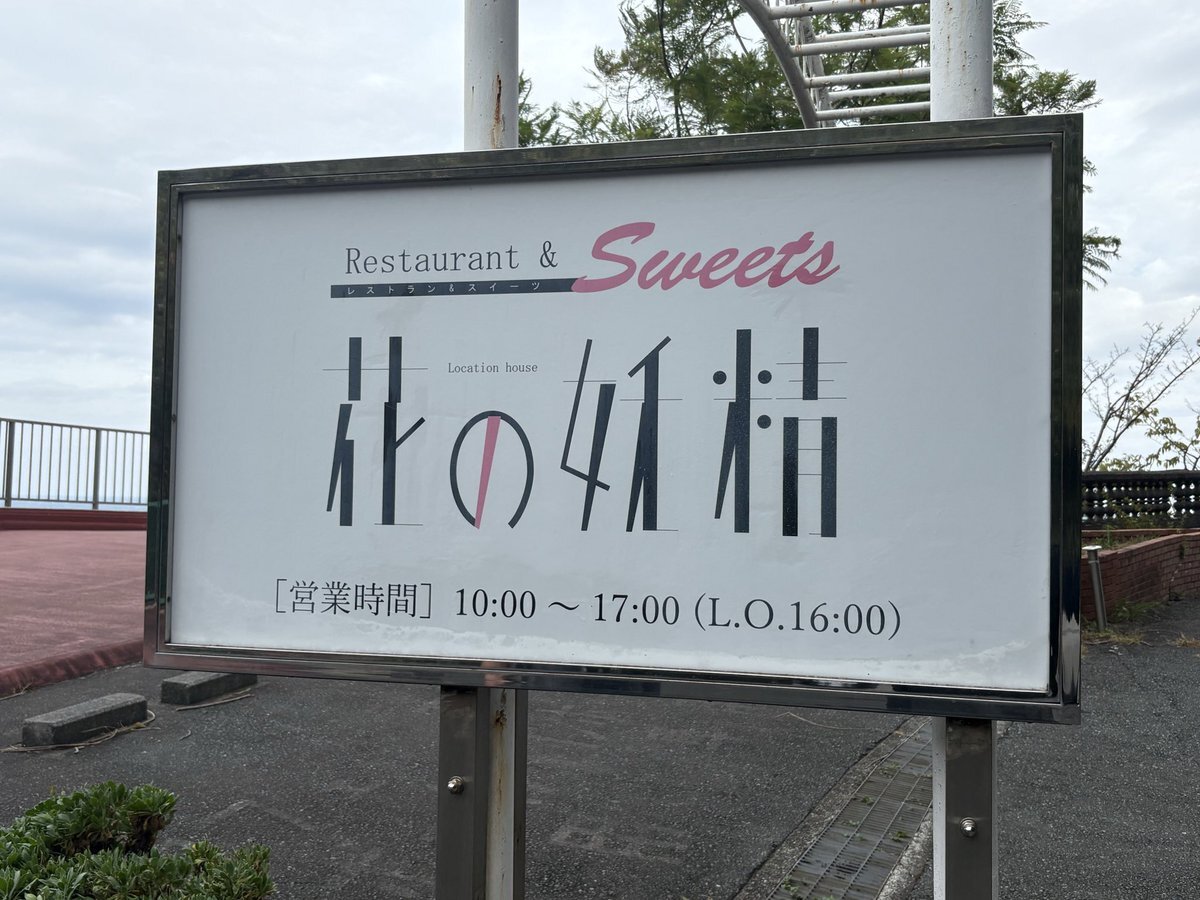 Restaurant & Sweets
レストラン&スイーツ
Location house
花の妖精
［営業時間］10:00 ～ 17:00 (L.O.16:00)